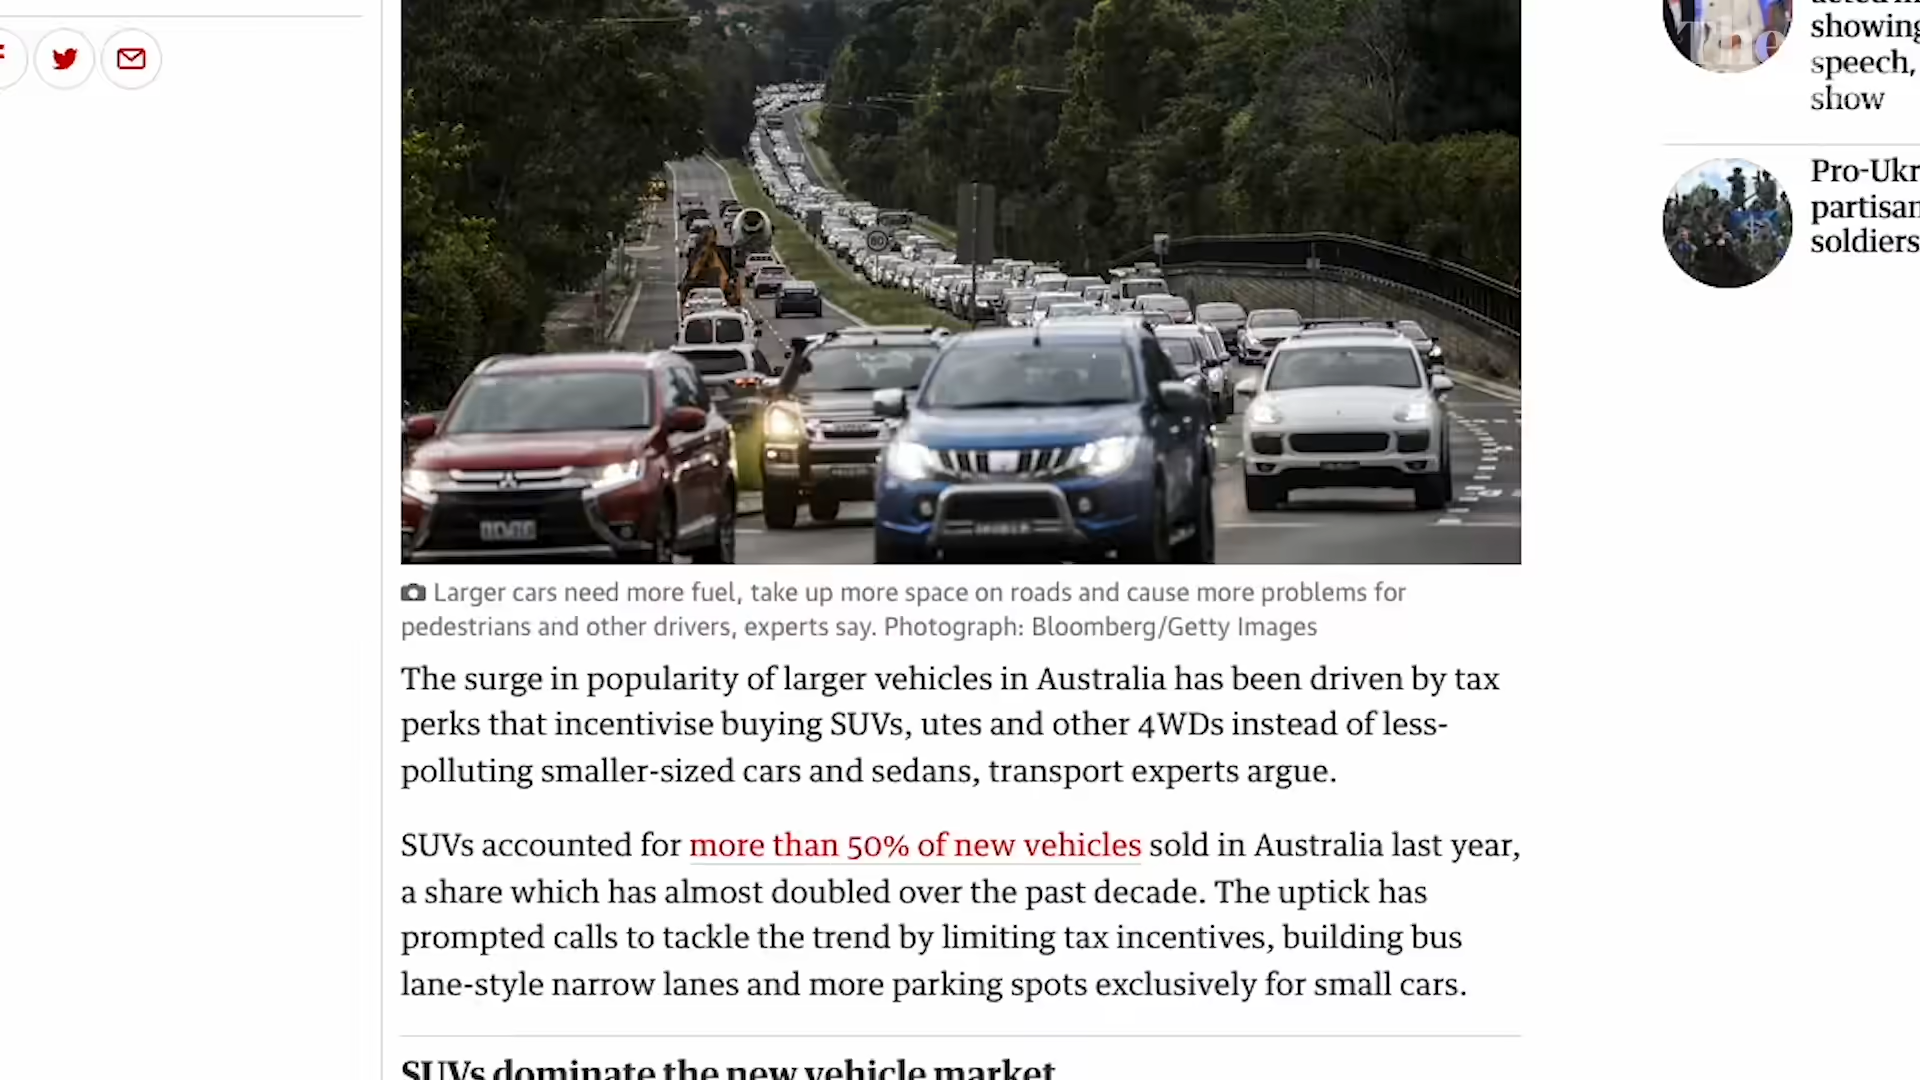 The
showing
speech,
show
Pro-Ukr
partisan
soldiers
80
Larger cars need more fuel, take up more space on roads and cause more problems for
pedestrians and other drivers, experts say. Photograph: Bloomberg/Getty Images
The surge in popularity of larger vehicles in Australia has been driven by tax
perks that incentivise buying SUVs, utes and other 4WDs instead of less-
polluting smaller-sized cars and sedans, transport experts argue.
SUVs accounted for more than 50% of new vehicles sold in Australia last year,
a share which has almost doubled over the past decade. The uptick has
prompted calls to tackle the trend by limiting tax incentives, building bus
lane-style narrow lanes and more parking spots exclusively for small cars.
SUVs dominate the new vehicle market